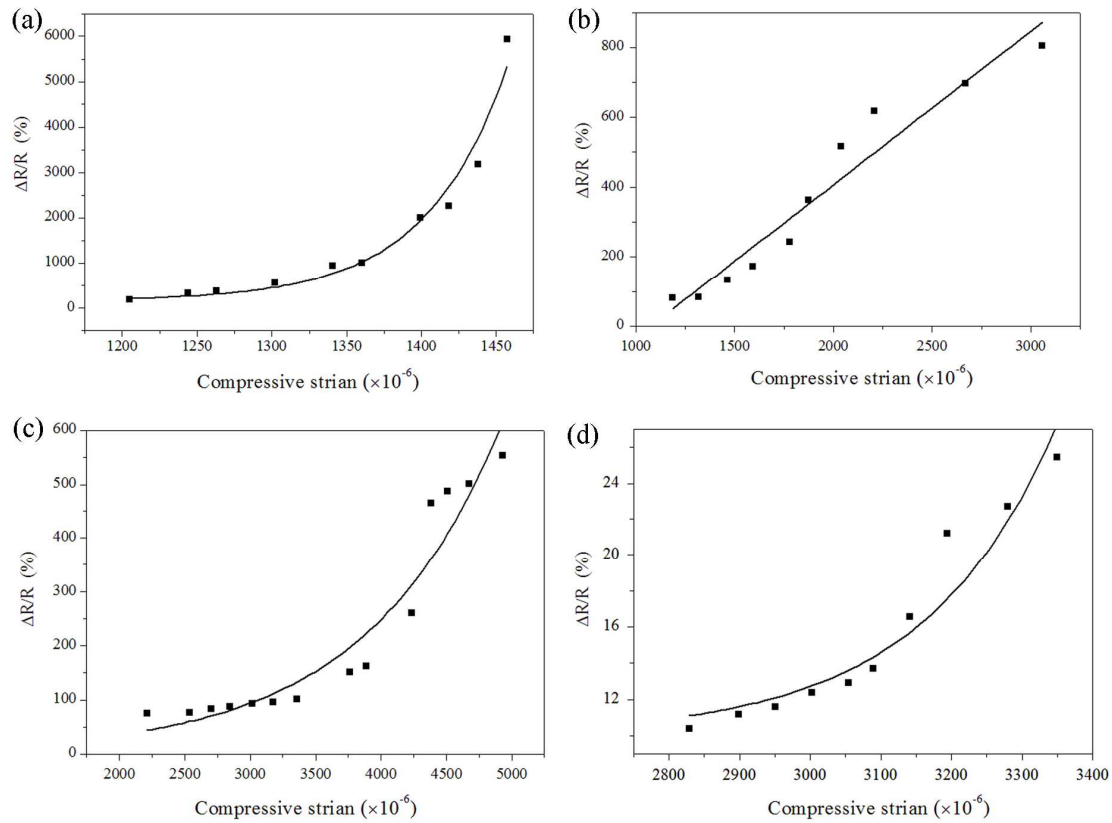 (a)
6000
5000
4000
3000
2000
1000
0
ΔR/R (%)
1200 1250 1300 1350 1400 1450
Compressive strian (×10⁻⁶)
(b)
800
600
400
200
0
ΔR/R (%)
1000 1500 2000 2500 3000
Compressive strian (×10⁻⁶)
(c)
600
500
400
300
200
100
0
ΔR/R (%)
2000 2500 3000 3500 4000 4500 5000
Compressive strian (×10⁻⁶)
(d)
24
20
16
12
ΔR/R (%)
2800 2900 3000 3100 3200 3300 3400
Compressive strian (×10⁻⁶)